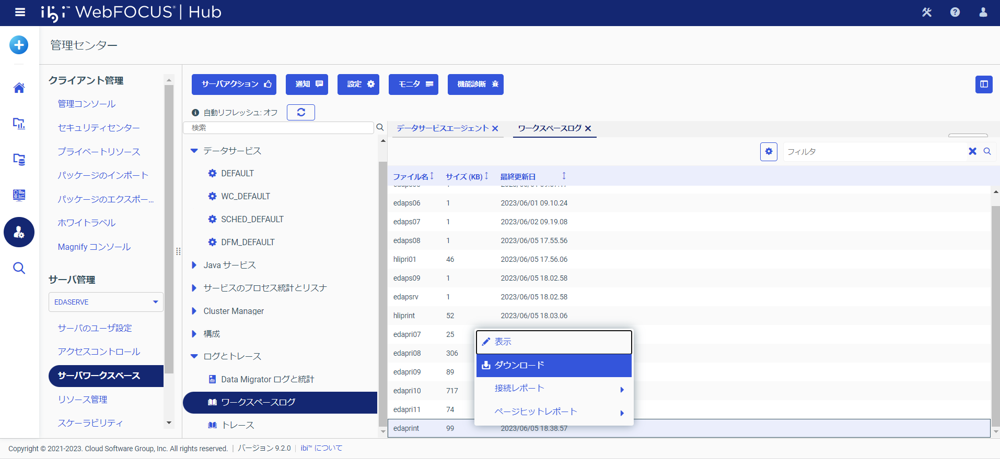 ibi™ WebFOCUS® | Hub
管理センター
クライアント管理
管理コンソール
セキュリティセンター
プライベートリソース
パッケージのインポート
パッケージのエクスポー...
ホワイトラベル
Magnify コンソール
サーバ管理
EDASERVE
サーバのユーザ設定
アクセスコントロール
サーバワークスペース
リソース管理
スケーラビリティ
サーバアクション 通知 設定 モニタ 機能診断
自動リフレッシュ: オフ
検索
データサービス
DEFAULT
WC_DEFAULT
SCHED_DEFAULT
DFM_DEFAULT
Java サービス
サービスのプロセス統計とリスナ
Cluster Manager
構成
ログとトレース
Data Migrator ログと統計
ワークスペースログ
トレース
データサービスエージェント ワークスペースログ
フィルタ
ファイル名 サイズ (KB) 最終更新日
edaps06 1 2023/06/01 09.10.24
edaps07 1 2023/06/02 09.19.08
edaps08 1 2023/06/05 17.55.56
hlipri01 46 2023/06/05 17.56.06
edaps09 1 2023/06/05 18.02.58
edapsrv 1 2023/06/05 18.02.58
hliprint 52 2023/06/05 18.03.06
edapri07 25
edapri08 306
edapri09 89
edapri10 717
edapri11 74
edaprint 99 2023/06/05 18.38.57
表示
ダウンロード
接続レポート
ページヒットレポート
Copyright © 2021-2023. Cloud Software Group, Inc. All rights reserved. | バージョン 9.2.0 | ibi™ について